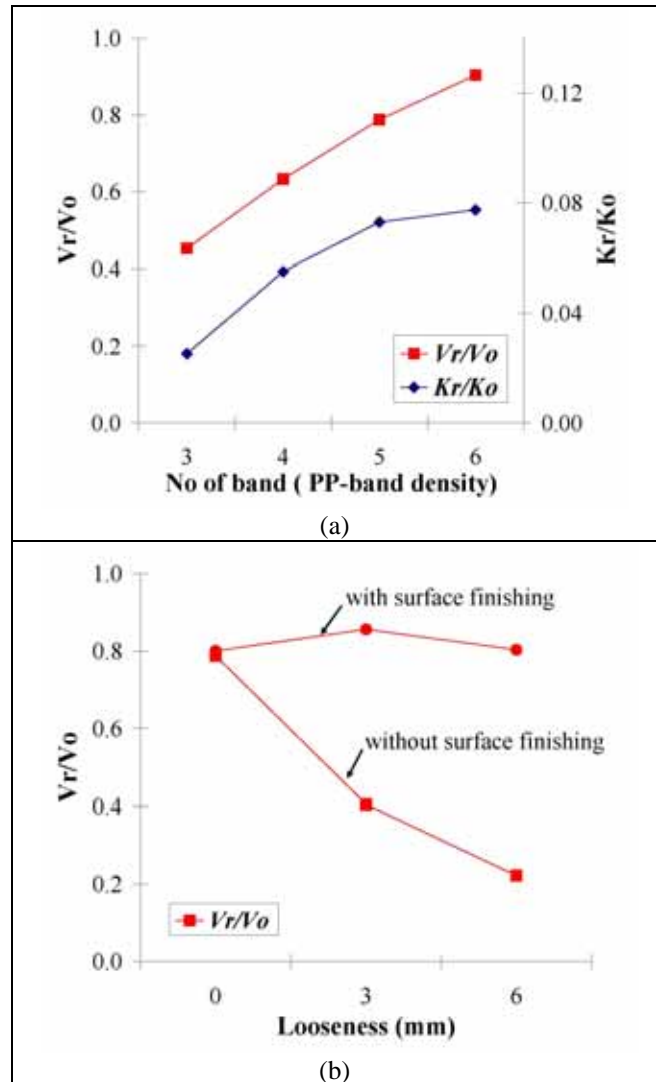 1.0
0.8
0.6
0.4
0.2
0.0
Vr/Vo
0.12
0.08
0.04
0.00
Kr/Ko
Vr/Vo
Kr/Ko
3 4 5 6
No of band ( PP-band density)
(a)
1.0
0.8
0.6
0.4
0.2
0.0
Vr/Vo
with surface finishing
without surface finishing
Vr/Vo
0 3 6
Looseness (mm)
(b)